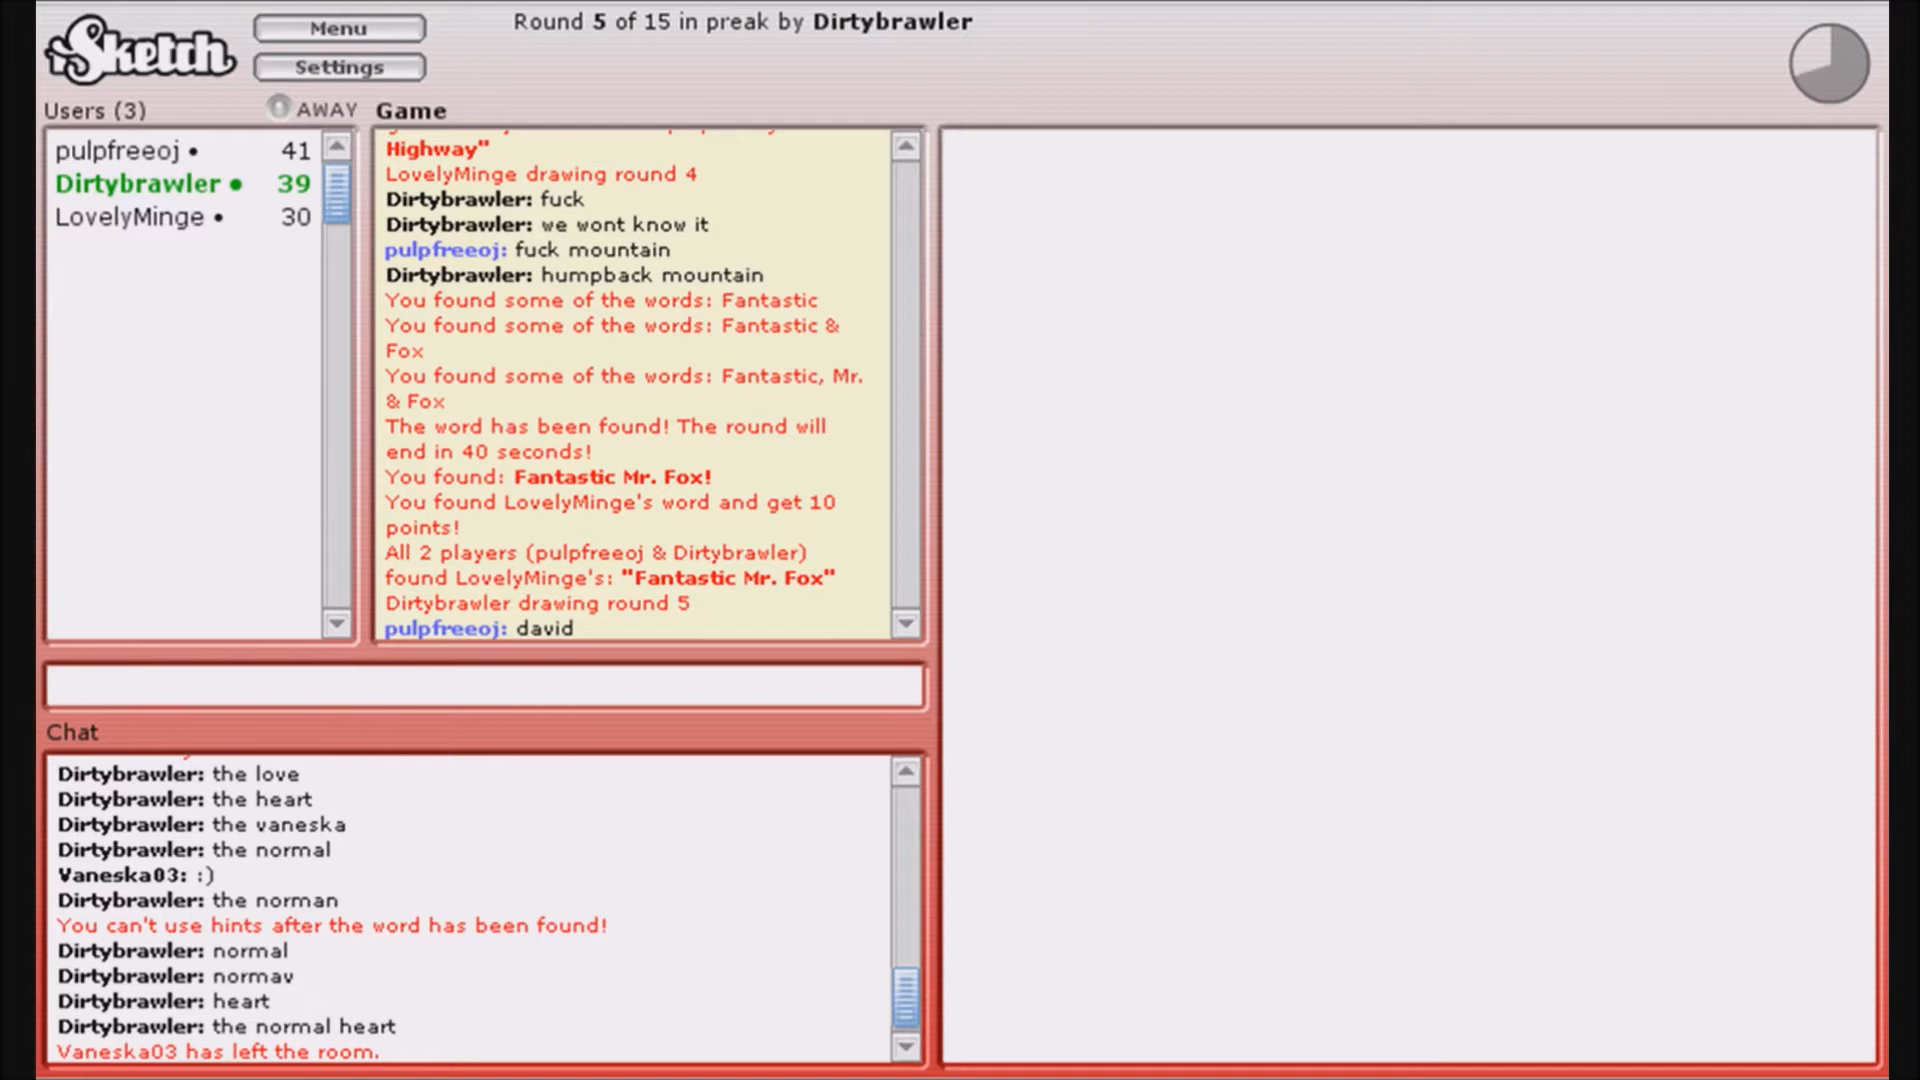 iSketch
Menu
Settings
Round 5 of 15 in preak by Dirtybrawler
Users (3)
AWAY
Game
pulpfreeoj • 41
Dirtybrawler • 39
LovelyMinge • 30
Highway"
LovelyMinge drawing round 4
Dirtybrawler: fuck
Dirtybrawler: we wont know it
pulpfreeoj: fuck mountain
Dirtybrawler: humpback mountain
You found some of the words: Fantastic
You found some of the words: Fantastic &
Fox
You found some of the words: Fantastic, Mr.
& Fox
The word has been found! The round will
end in 40 seconds!
You found: Fantastic Mr. Fox!
You found LovelyMinge's word and get 10
points!
All 2 players (pulpfreeoj & Dirtybrawler)
found LovelyMinge's: "Fantastic Mr. Fox"
Dirtybrawler drawing round 5
pulpfreeoj: david
Chat
Dirtybrawler: the love
Dirtybrawler: the heart
Dirtybrawler: the vaneska
Dirtybrawler: the normal
Vaneska03: :)
Dirtybrawler: the norman
You can't use hints after the word has been found!
Dirtybrawler: normal
Dirtybrawler: normav
Dirtybrawler: heart
Dirtybrawler: the normal heart
Vaneska03 has left the room.